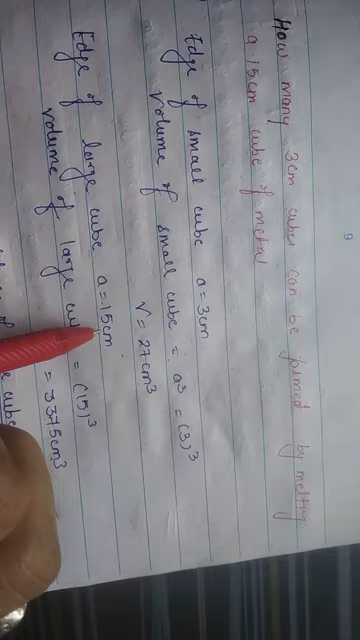 9
How many 3cm cubes can be formed by melting
a 15cm cube of metal
Edge of small cube a = 3cm
volume of small cube = a³ = (3)³
V = 27cm³
Edge of large cube a = 15cm
volume of large = (15)³
= 3375cm³
cube